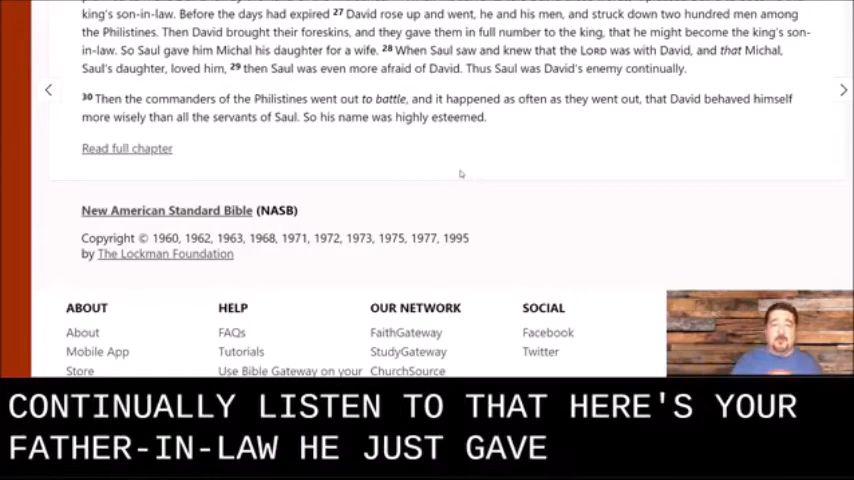 king's son-in-law. Before the days had expired 27 David rose up and went, he and his men, and struck down two hundred men among
the Philistines. Then David brought their foreskins, and they gave them in full number to the king, that he might become the king's son-
in-law. So Saul gave him Michal his daughter for a wife. 28 When Saul saw and knew that the LORD was with David, and that Michal,
Saul's daughter, loved him, 29 then Saul was even more afraid of David. Thus Saul was David's enemy continually.
30 Then the commanders of the Philistines went out to battle, and it happened as often as they went out, that David behaved himself
more wisely than all the servants of Saul. So his name was highly esteemed.
Read full chapter
New American Standard Bible (NASB)
Copyright © 1960, 1962, 1963, 1968, 1971, 1972, 1973, 1975, 1977, 1995
by The Lockman Foundation
ABOUT HELP OUR NETWORK SOCIAL
About FAQs FaithGateway Facebook
Mobile App Tutorials StudyGateway Twitter
Store Use Bible Gateway on your ChurchSource
CONTINUALLY LISTEN TO THAT HERE'S YOUR
FATHER-IN-LAW HE JUST GAVE